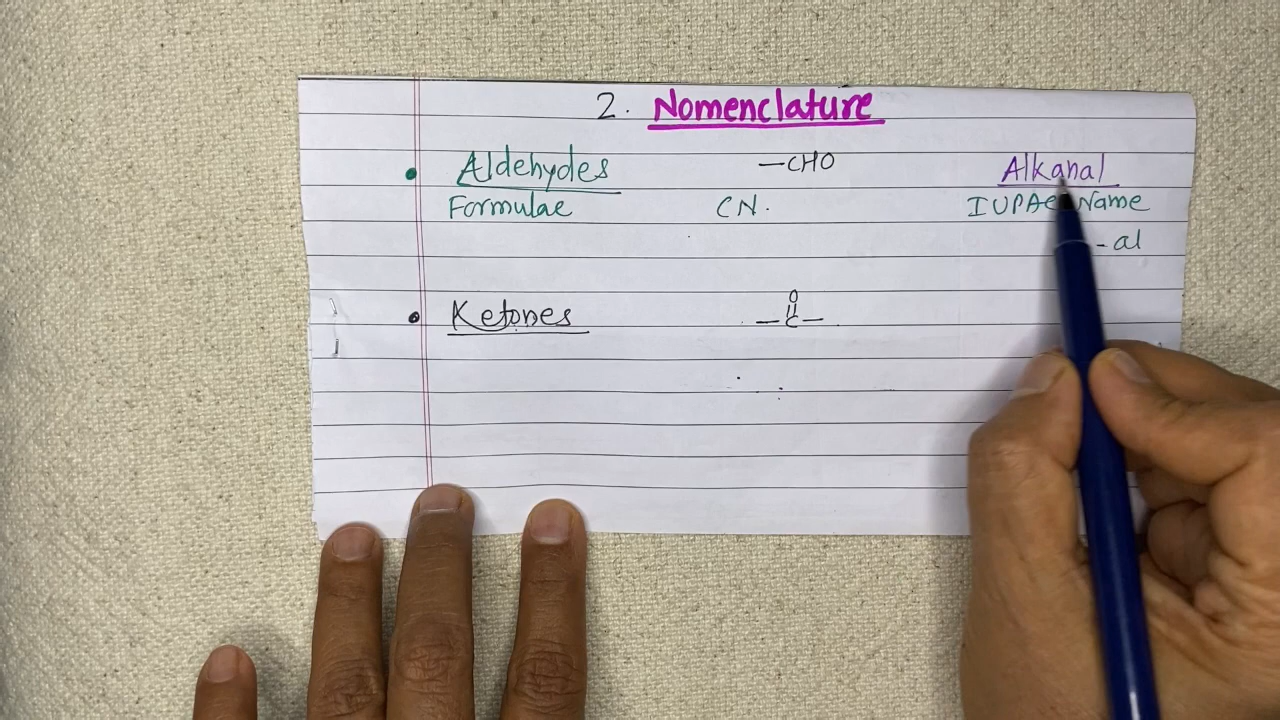 2. Nomenclature
Aldehydes —CHO Alkanal
Formulae CN. IUPAC Name
-al
O
Ketones —C—